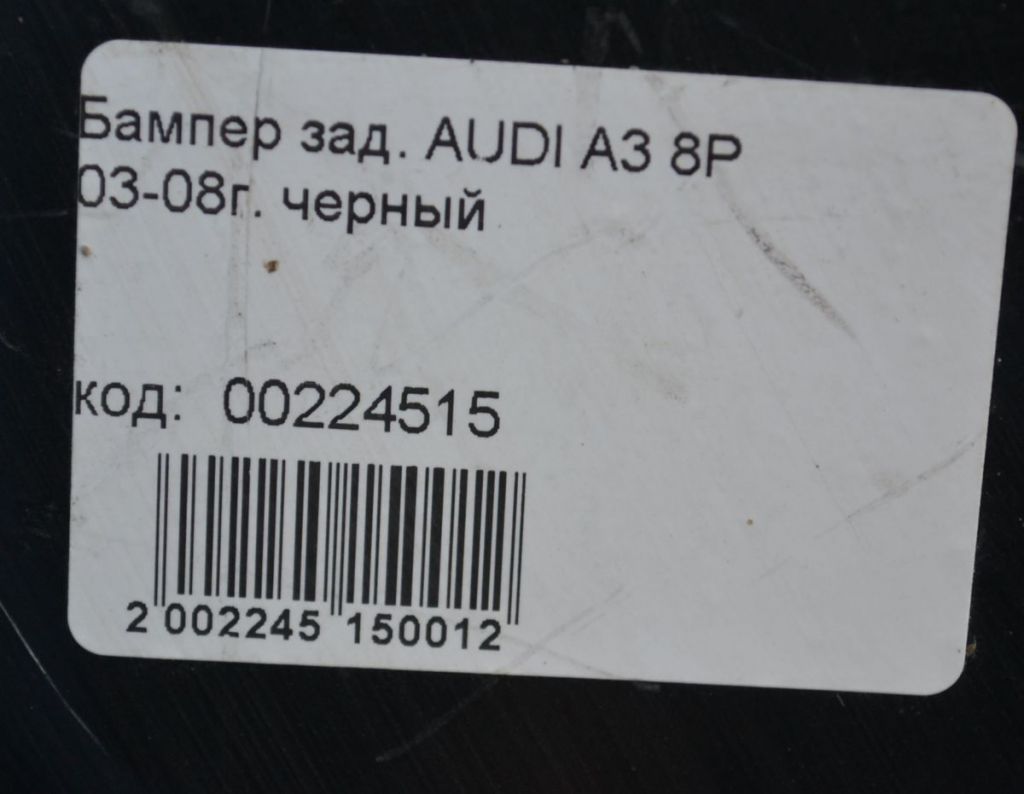 Бампер зад. AUDI A3 8P
03-08г. черный
код: 00224515
2 002245 150012